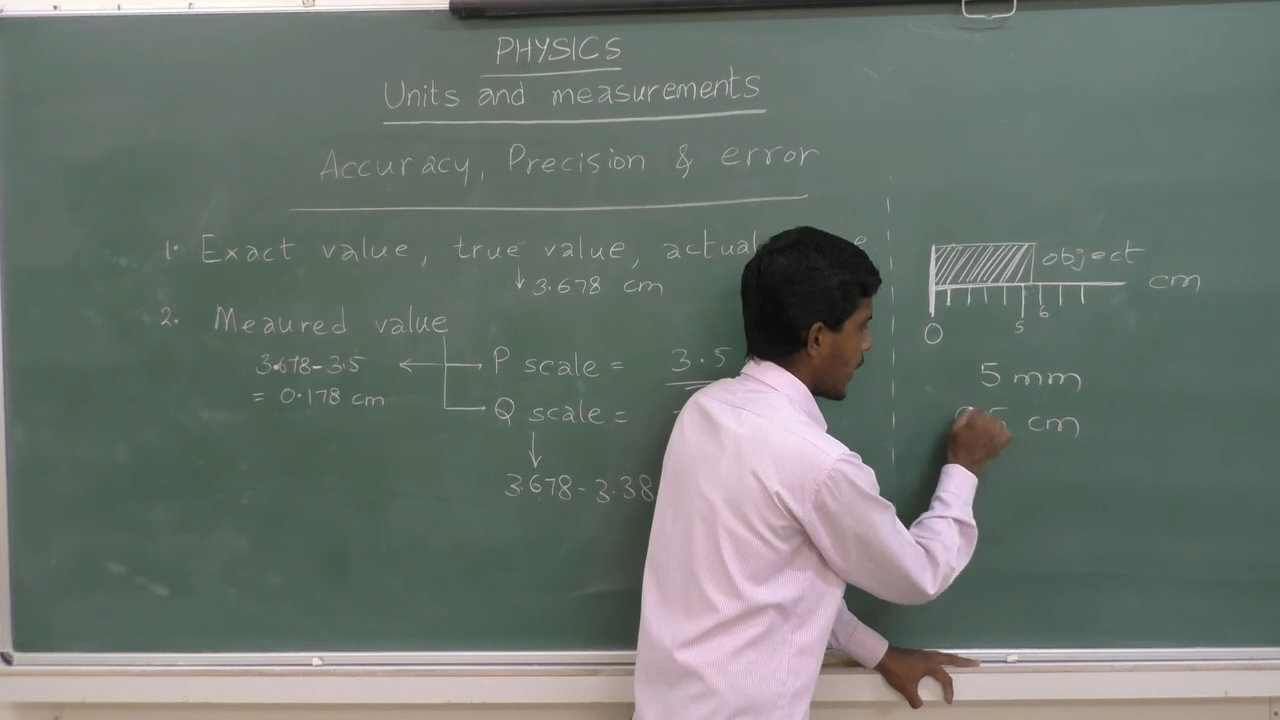 PHYSICS
Units and measurements
Accuracy, Precision & error
1. Exact value, true value, actual
↓ 3.678 cm
2. Meaured value
3.678-3.5 ← P scale = 3.5
= 0.178 cm
Q scale =
↓
3.678-3.38
object
cm
0 5 6
5 mm
cm